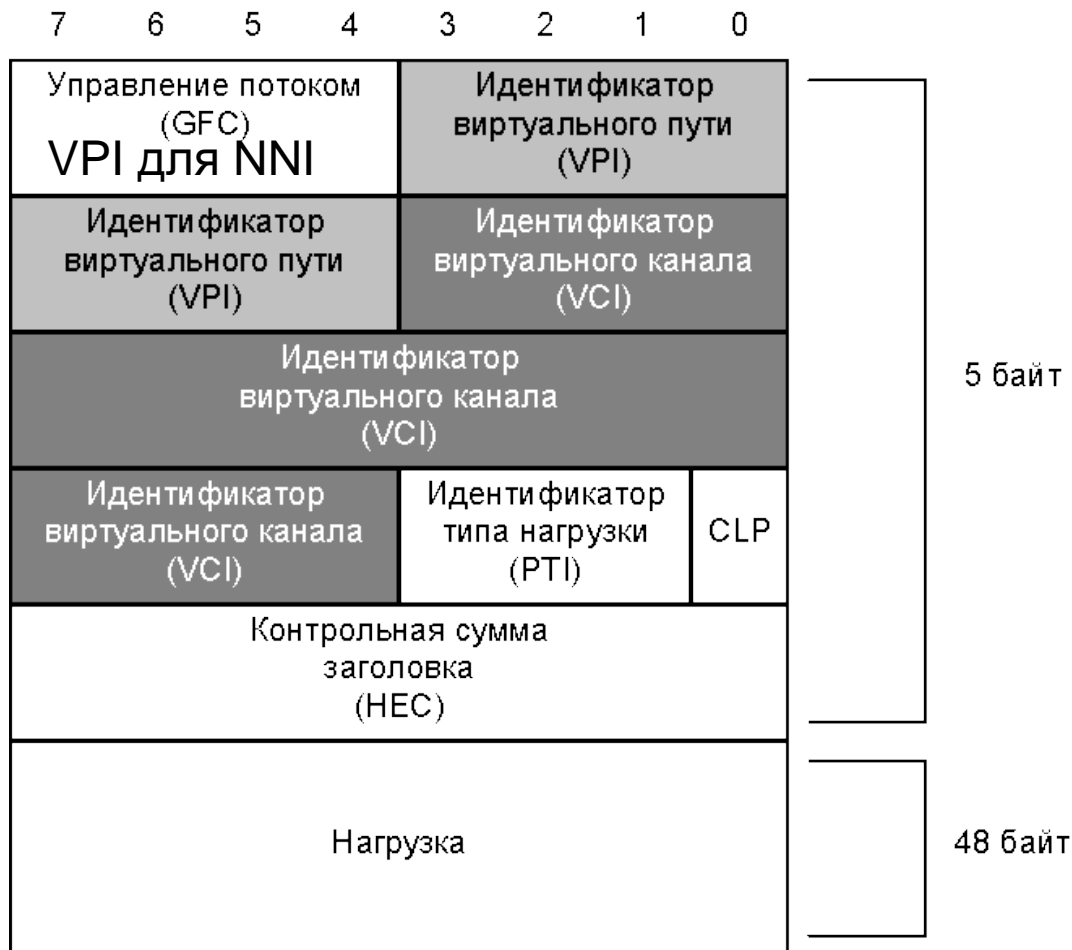 7 6 5 4 3 2 1 0
Управление потоком
(GFC)
VPI для NNI
Идентификатор
виртуального пути
(VPI)
Идентификатор
виртуального пути
(VPI)
Идентификатор
виртуального канала
(VCI)
Идентификатор
виртуального канала
(VCI)
5 байт
Идентификатор
виртуального канала
(VCI)
Идентификатор
типа нагрузки
(PTI)
CLP
Контрольная сумма
заголовка
(HEC)
Нагрузка
48 байт